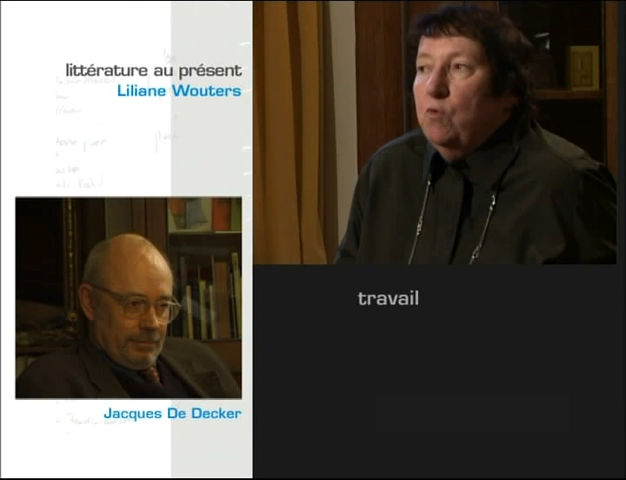 littérature au présent
Liliane Wouters
travail
Jacques De Decker